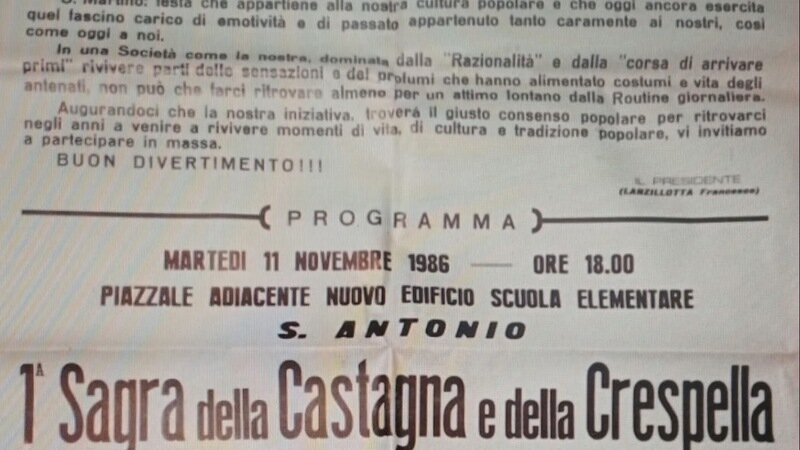 S. Martino: festa che appartiene alla nostra cultura popolare e che oggi ancora esercita
quel fascino carico di emotività e di passato appartenuto tanto caramente ai nostri, così
come oggi a noi.
In una Società come la nostra, dominata dalla "Razionalità" e dalla "corsa di arrivare
primi" rivivere parti delle sensazioni e dei profumi che hanno alimentato costumi e vita degli
antenati, non può che farci ritrovare almeno per un attimo lontano dalla Routine giornaliera.
Augurandoci che la nostra iniziativa, troverà il giusto consenso popolare per ritrovarci
negli anni a venire a rivivere momenti di vita, di cultura e tradizione popolare, vi invitiamo
a partecipare in massa.
BUON DIVERTIMENTO!!!
IL PRESIDENTE
(LANZILLOTTA Francesco)
PROGRAMMA
MARTEDI 11 NOVEMBRE 1986 — ORE 18.00
PIAZZALE ADIACENTE NUOVO EDIFICIO SCUOLA ELEMENTARE
S. ANTONIO
1ª Sagra della Castagna e della Crespella